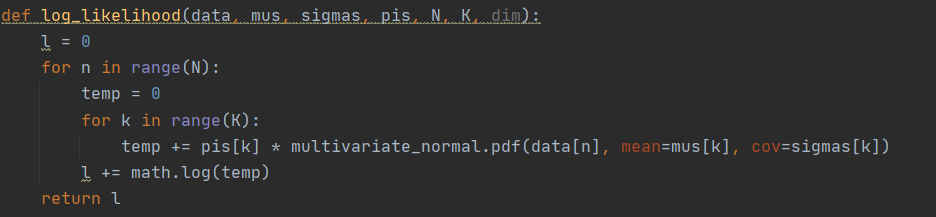 def log_likelihood(data, mus, sigmas, pis, N, K, dim):
    l = 0
    for n in range(N):
        temp = 0
        for k in range(K):
            temp += pis[k] * multivariate_normal.pdf(data[n], mean=mus[k], cov=sigmas[k])
        l += math.log(temp)
    return l